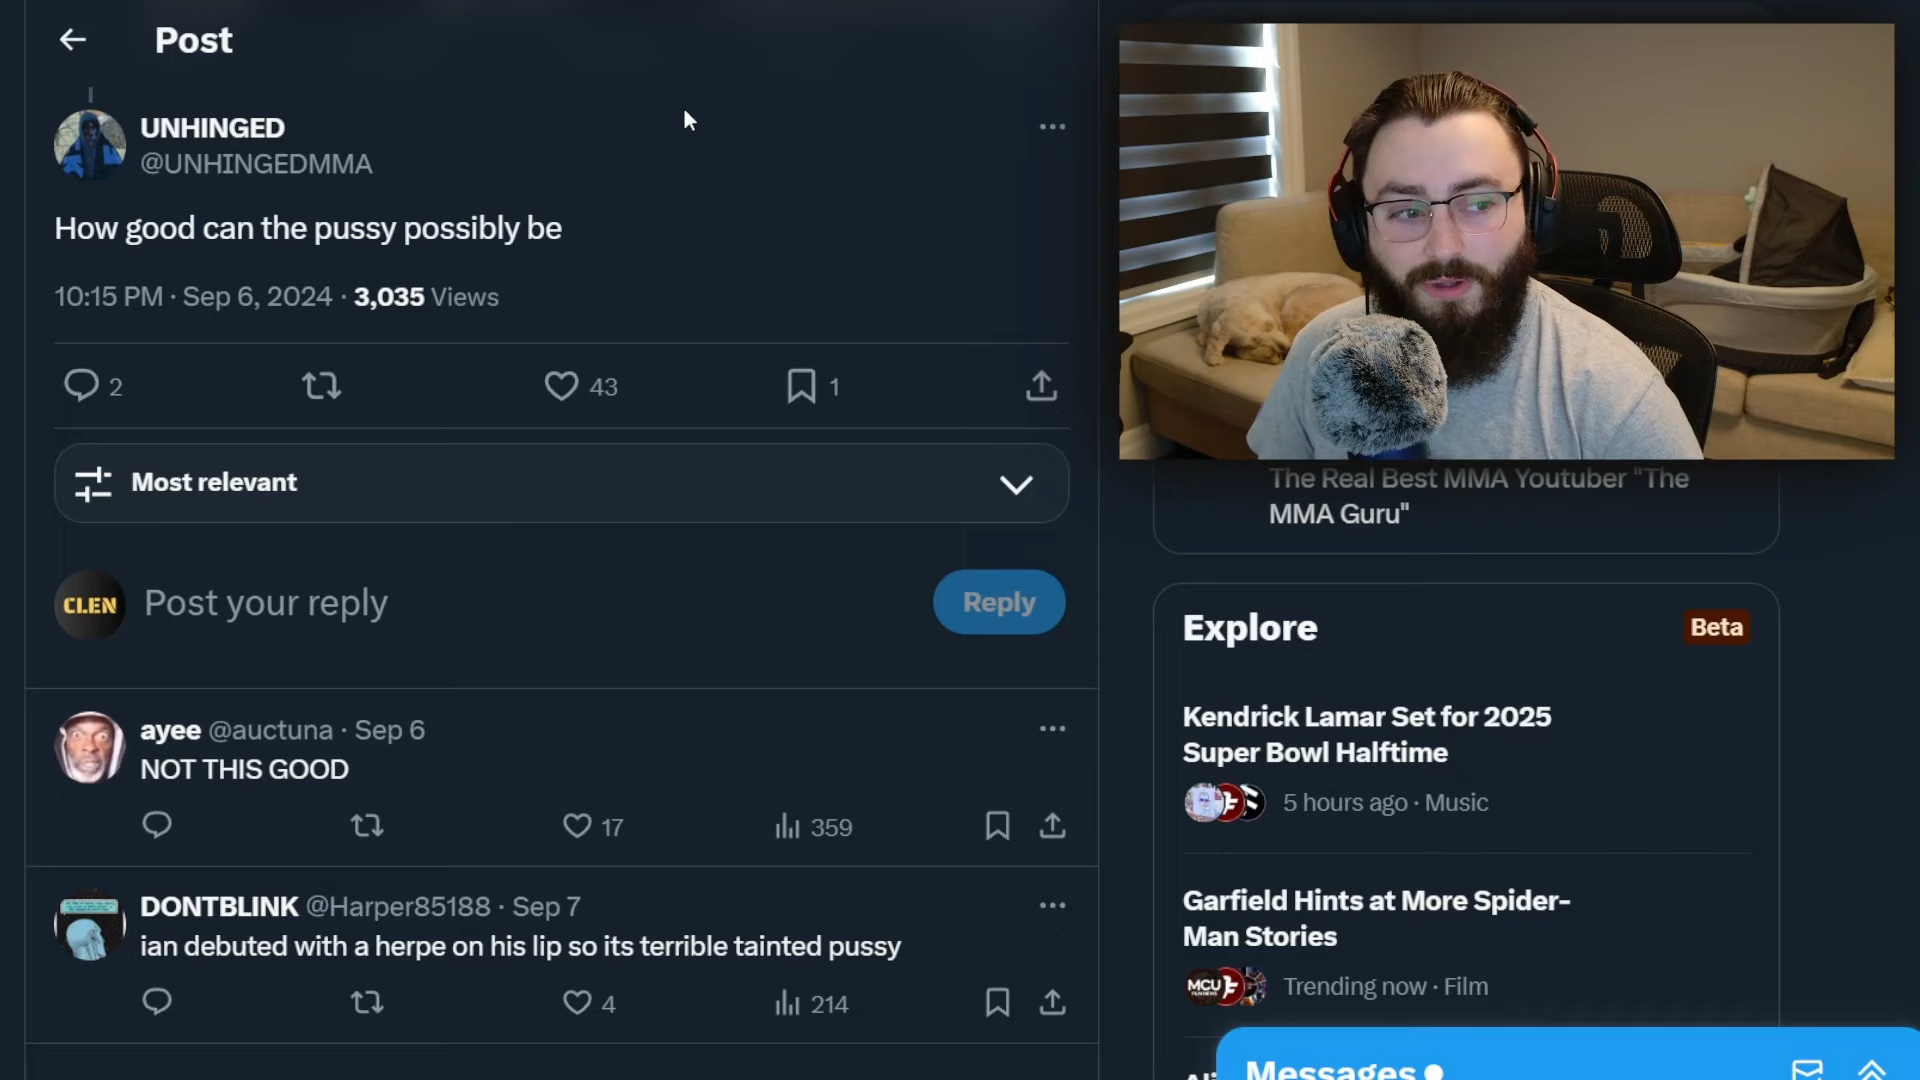 Post
UNHINGED
@UNHINGEDMMA
How good can the pussy possibly be
10:15 PM · Sep 6, 2024 · 3,035 Views
2
43
1
Most relevant
CLEN
Post your reply
Reply
ayee @auctuna · Sep 6
NOT THIS GOOD
17
359
DONTBLINK @Harper85188 · Sep 7
ian debuted with a herpe on his lip so its terrible tainted pussy
4
214
The Real Best MMA Youtuber "The
MMA Guru"
Explore
Beta
Kendrick Lamar Set for 2025
Super Bowl Halftime
5 hours ago · Music
Garfield Hints at More Spider-
Man Stories
MCU
Trending now · Film
Messages